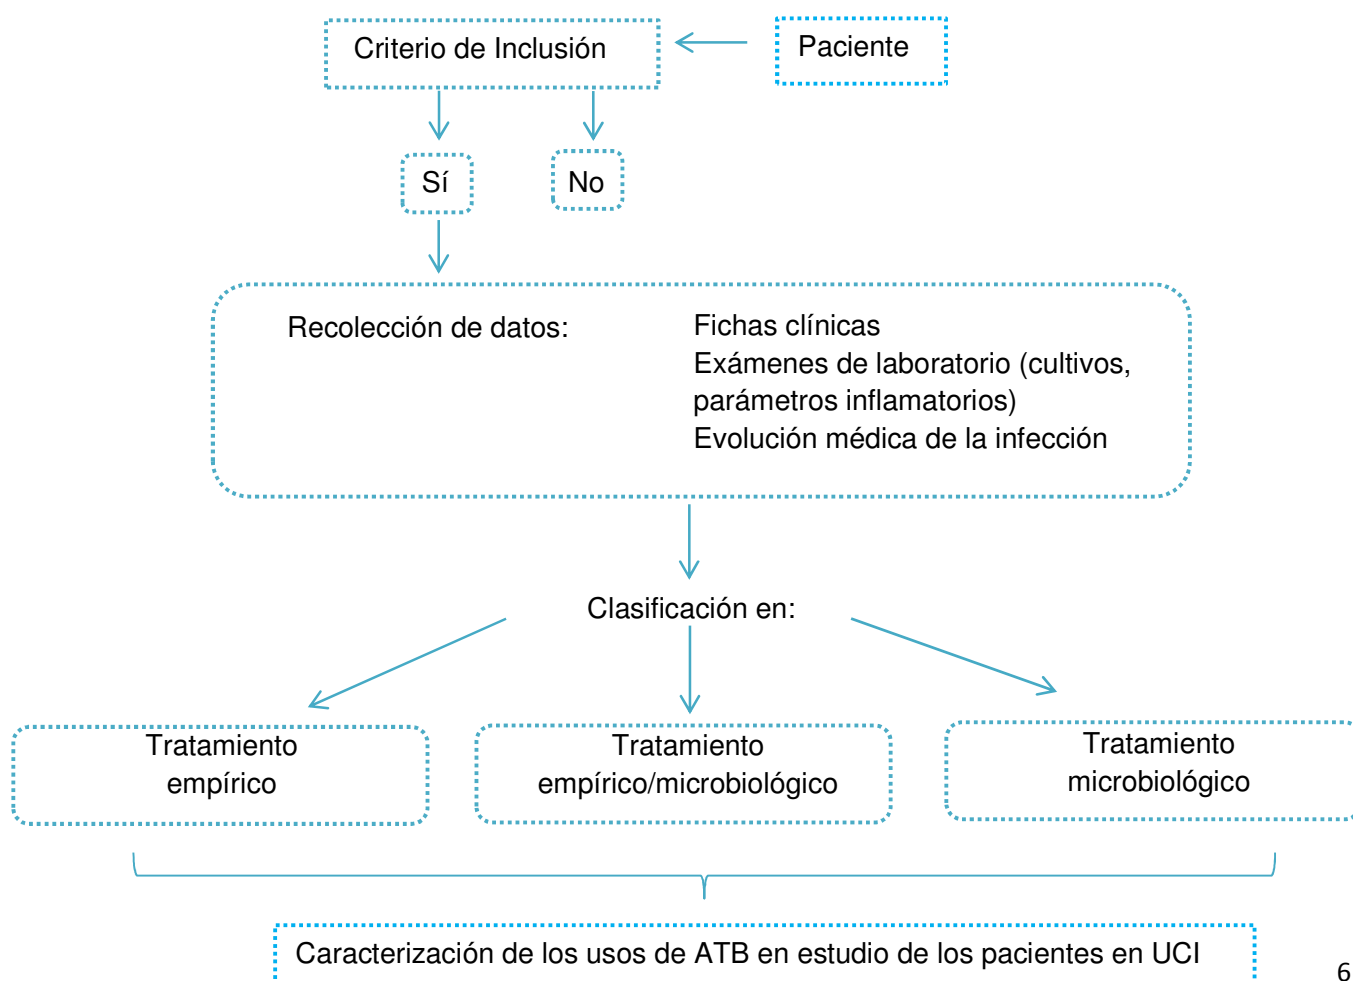 Criterio de Inclusión
Paciente
Sí
No
Recolección de datos:
Fichas clínicas
Exámenes de laboratorio (cultivos,
parámetros inflamatorios)
Evolución médica de la infección
Clasificación en:
Tratamiento
empírico
Tratamiento
empírico/microbiológico
Tratamiento
microbiológico
Caracterización de los usos de ATB en estudio de los pacientes en UCI
6